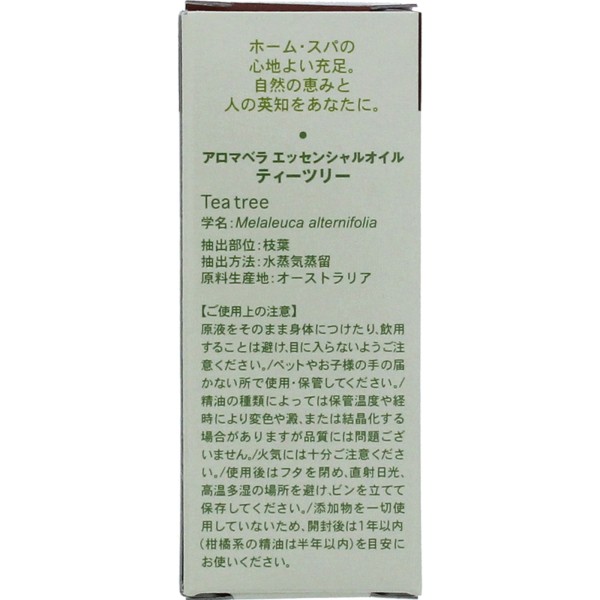 ホーム・スパの
心地よい充足。
自然の恵みと
人の英知をあなたに。
アロマベラ エッセンシャルオイル
ティーツリー
Tea tree
学名:Melaleuca alternifolia
抽出部位:枝葉
抽出方法:水蒸気蒸留
原料生産地:オーストラリア
【ご使用上の注意】
原液をそのまま身体につけたり、飲用
することは避け、目に入らないようご注
意ください。/ペットやお子様の手の届
かない所で使用・保管してください。/
精油の種類によっては保管温度や経
時により変色や澱、または結晶化する
場合がありますが品質には問題ござ
いません。/火気には十分ご注意くださ
い。/使用後はフタを閉め、直射日光、
高温多湿の場所を避け、ビンを立てて
保存してください。/添加物を一切使
用していないため、開封後は1年以内
(柑橘系の精油は半年以内)を目安に
お使いください。